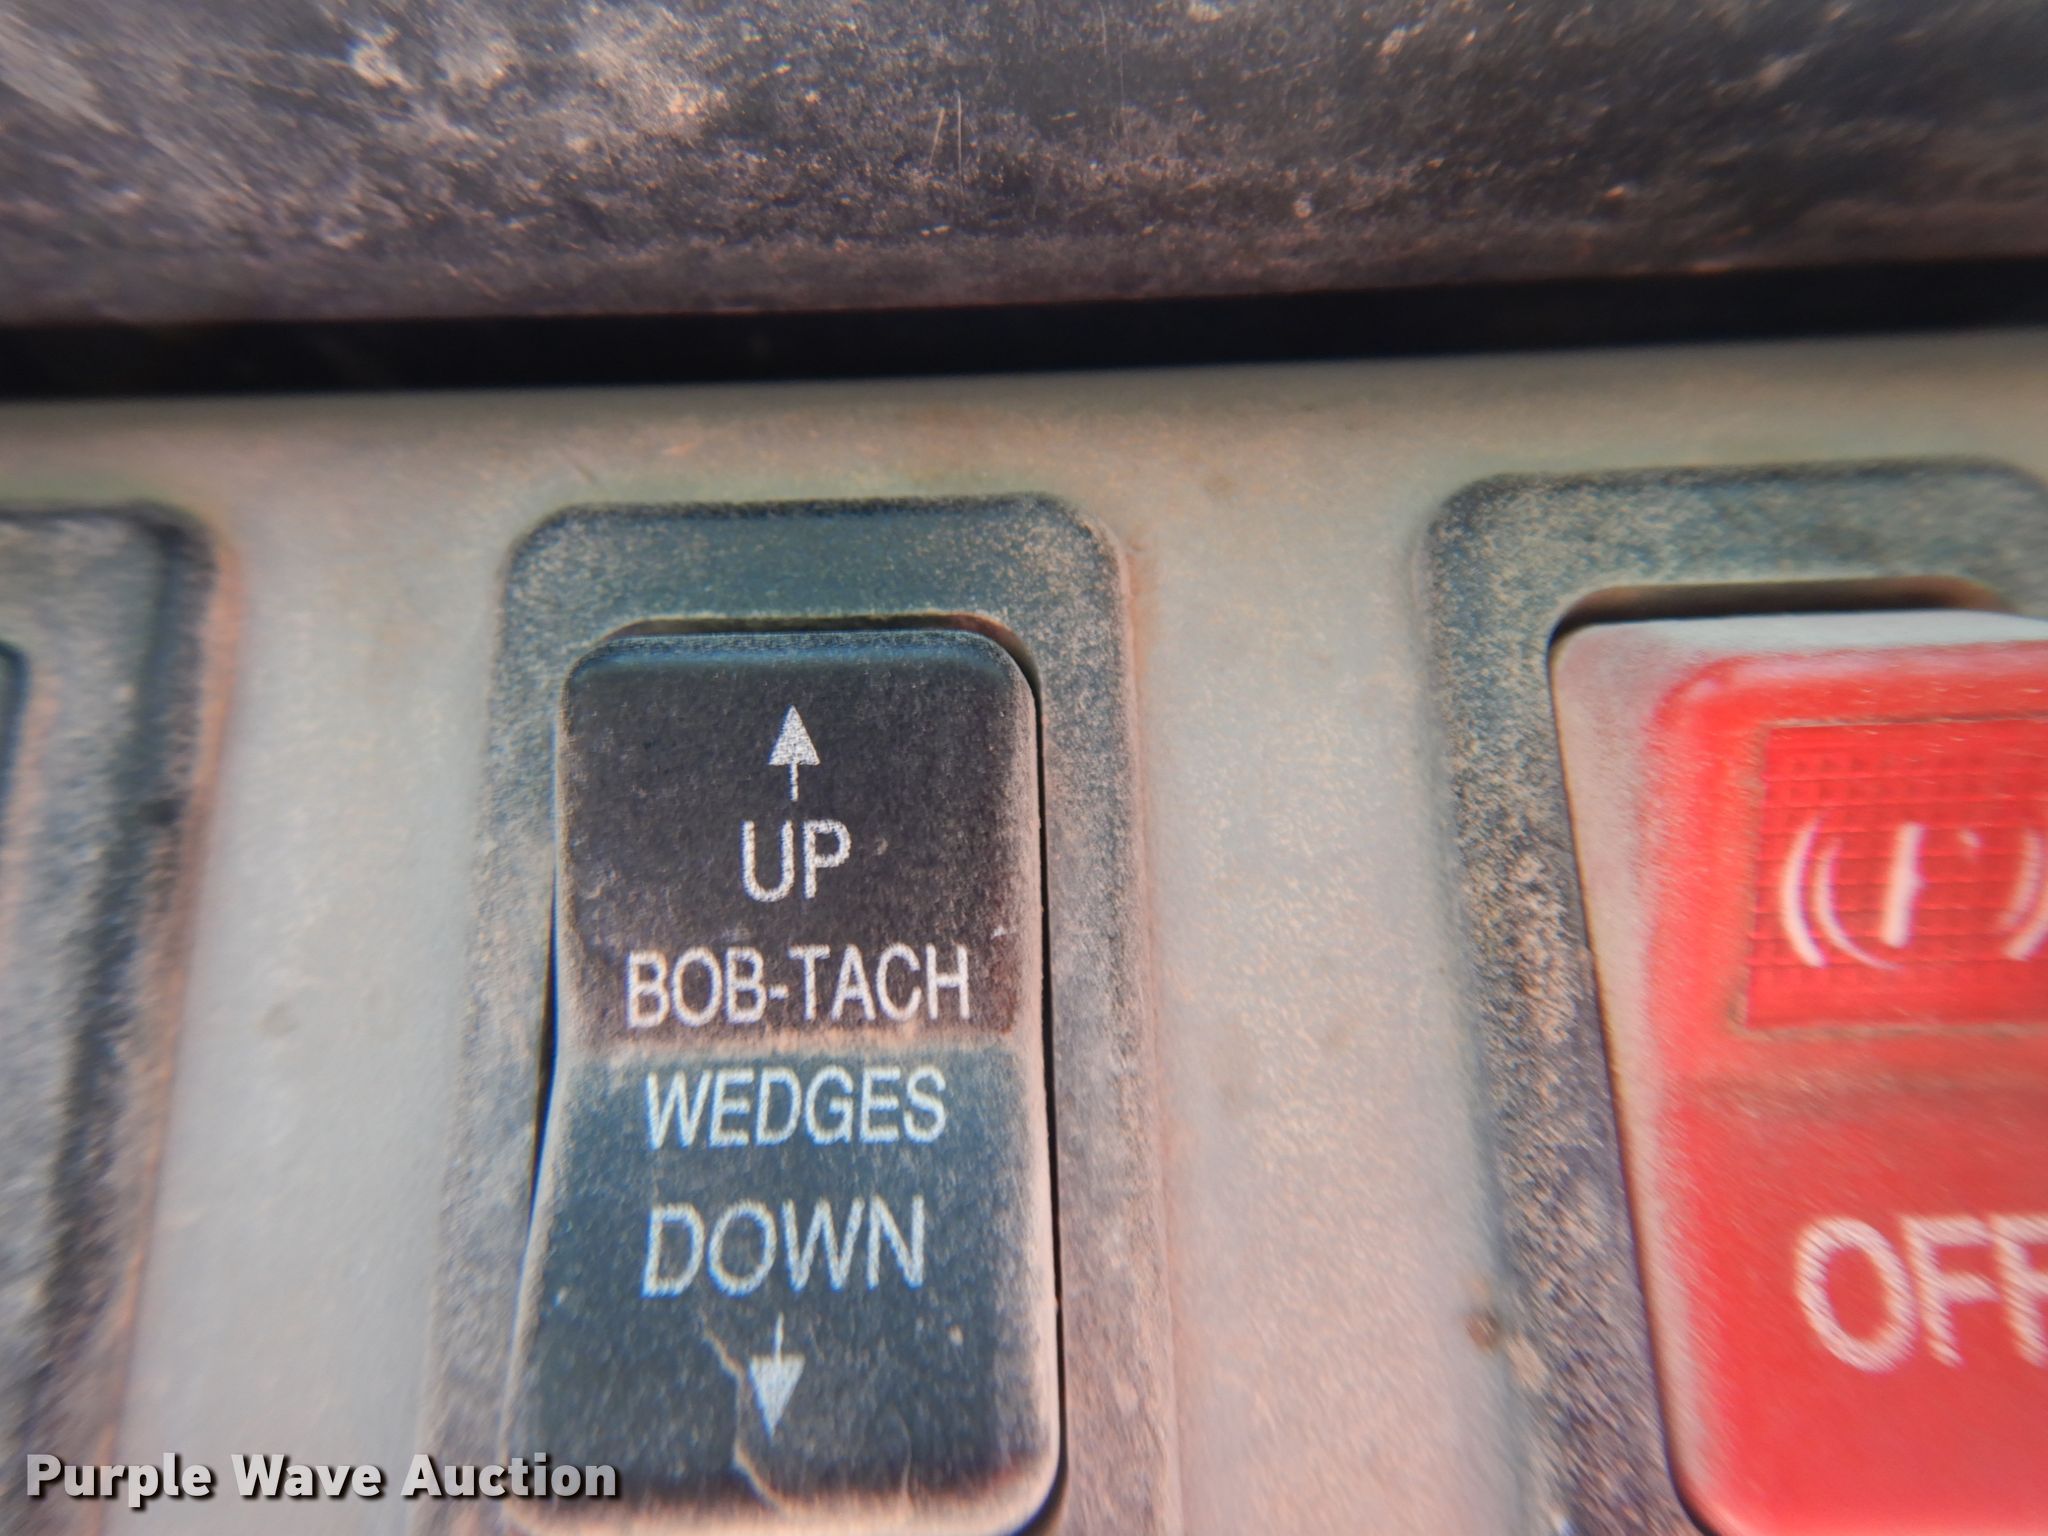 UP
BOB-TACH
WEDGES
DOWN
OFF
Purple Wave Auction